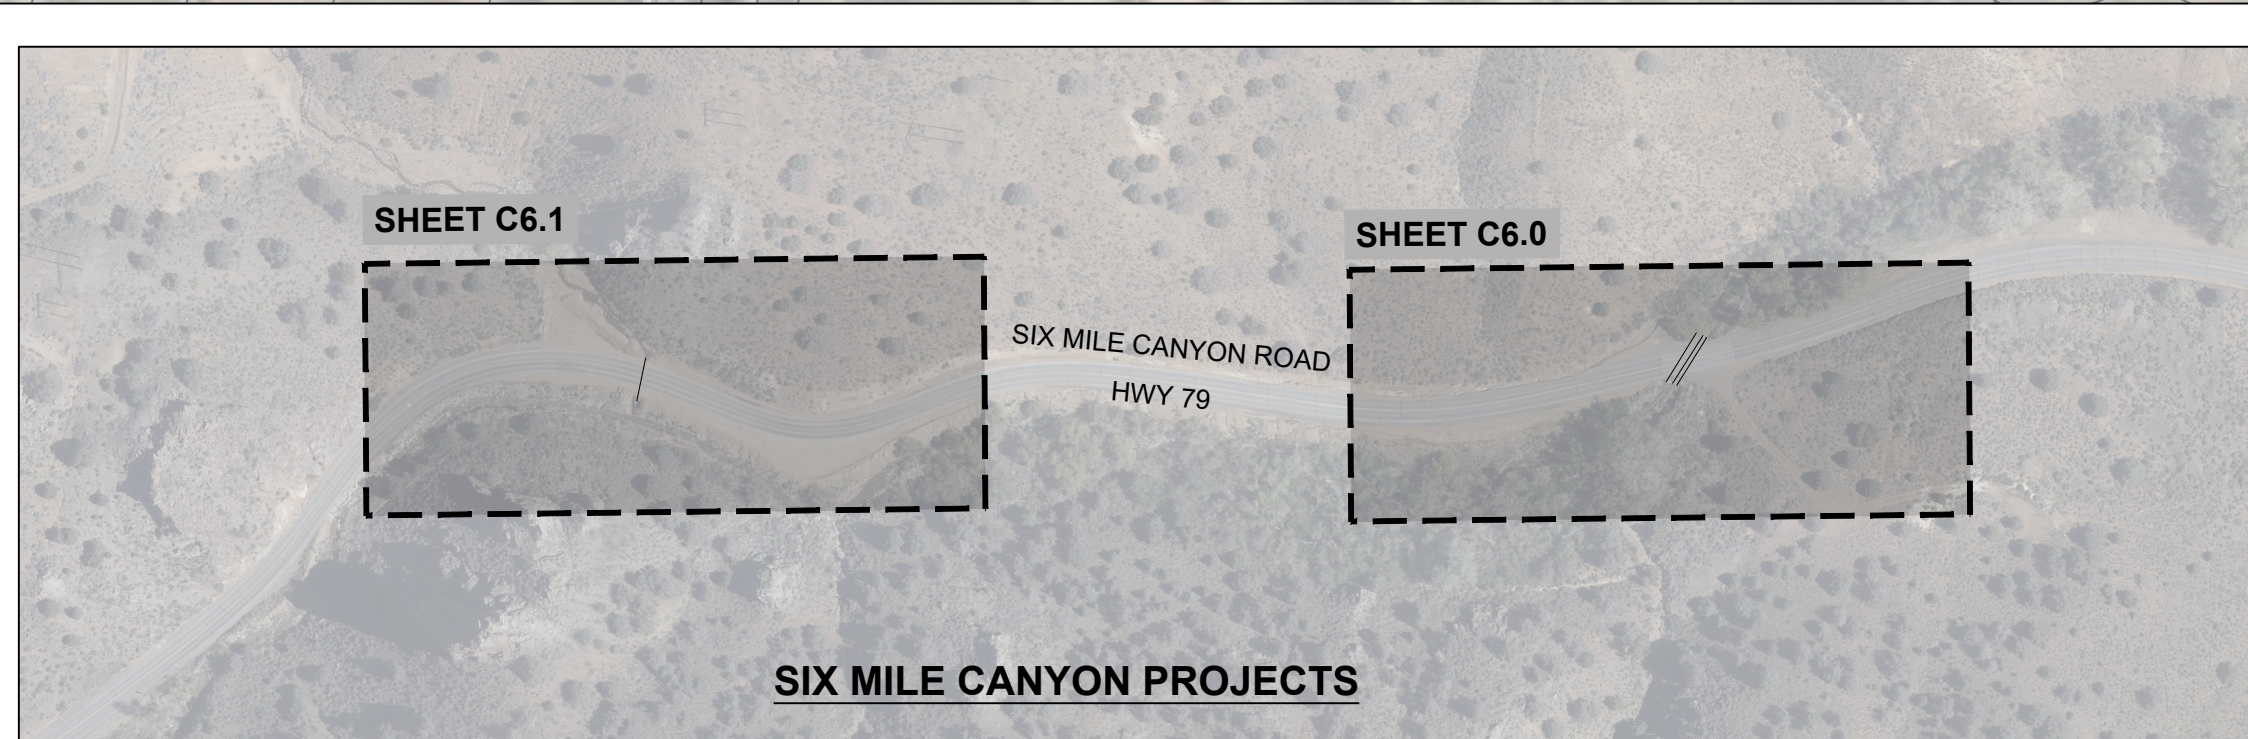 SHEET C6.1
SHEET C6.0
SIX MILE CANYON ROAD
HWY 79
SIX MILE CANYON PROJECTS